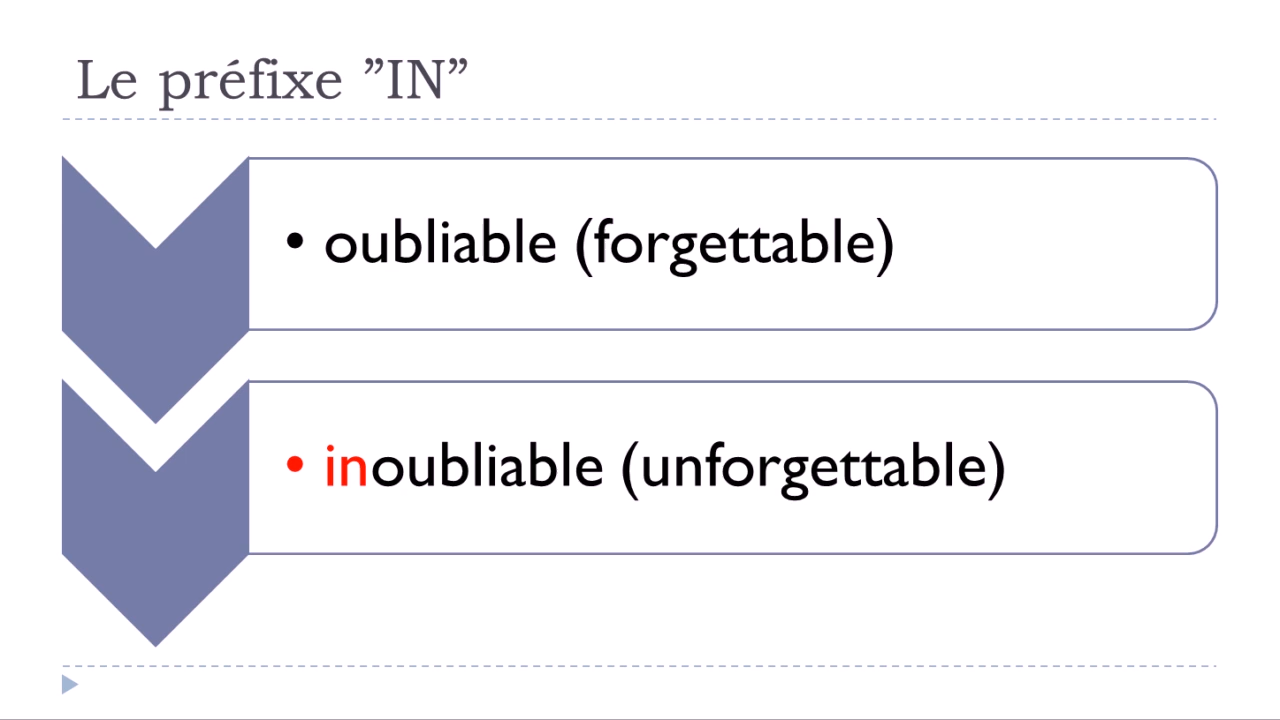 Le préfixe ”IN”
• oubliable (forgettable)
• inoubliable (unforgettable)